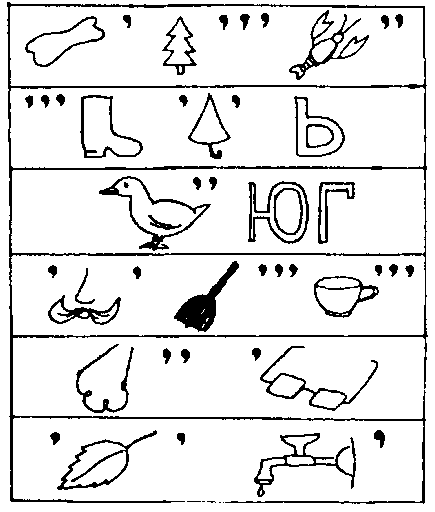 , ,,, ,,
,,, , , Ь
,, ЮГ
, , ,,, ,,,
,, ,
, , ,